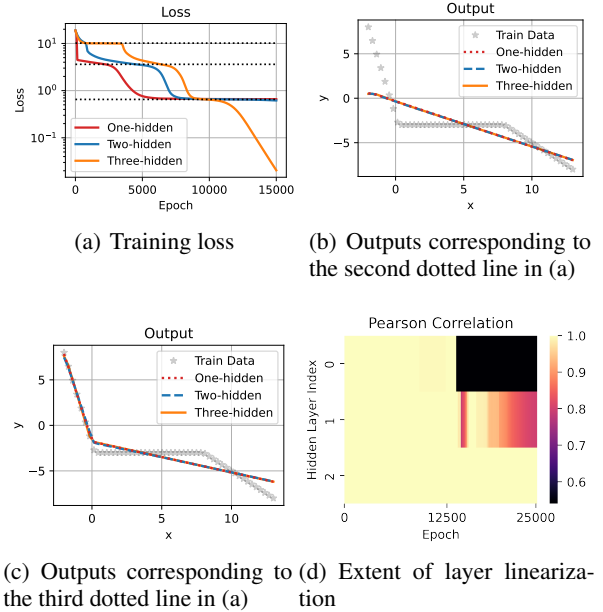 Loss
10¹
10⁰
10⁻¹
Loss
One-hidden
Two-hidden
Three-hidden
0
5000
10000
15000
Epoch
(a) Training loss
Output
5
0
−5
y
Train Data
One-hidden
Two-hidden
Three-hidden
0
5
10
x
(b) Outputs corresponding to
the second dotted line in (a)
Output
5
0
−5
y
Train Data
One-hidden
Two-hidden
Three-hidden
0
5
10
x
(c) Outputs corresponding to
the third dotted line in (a)
Pearson Correlation
Hidden Layer Index
0
1
2
0
12500
25000
Epoch
1.0
0.9
0.8
0.7
0.6
(d) Extent of layer lineariza-
tion